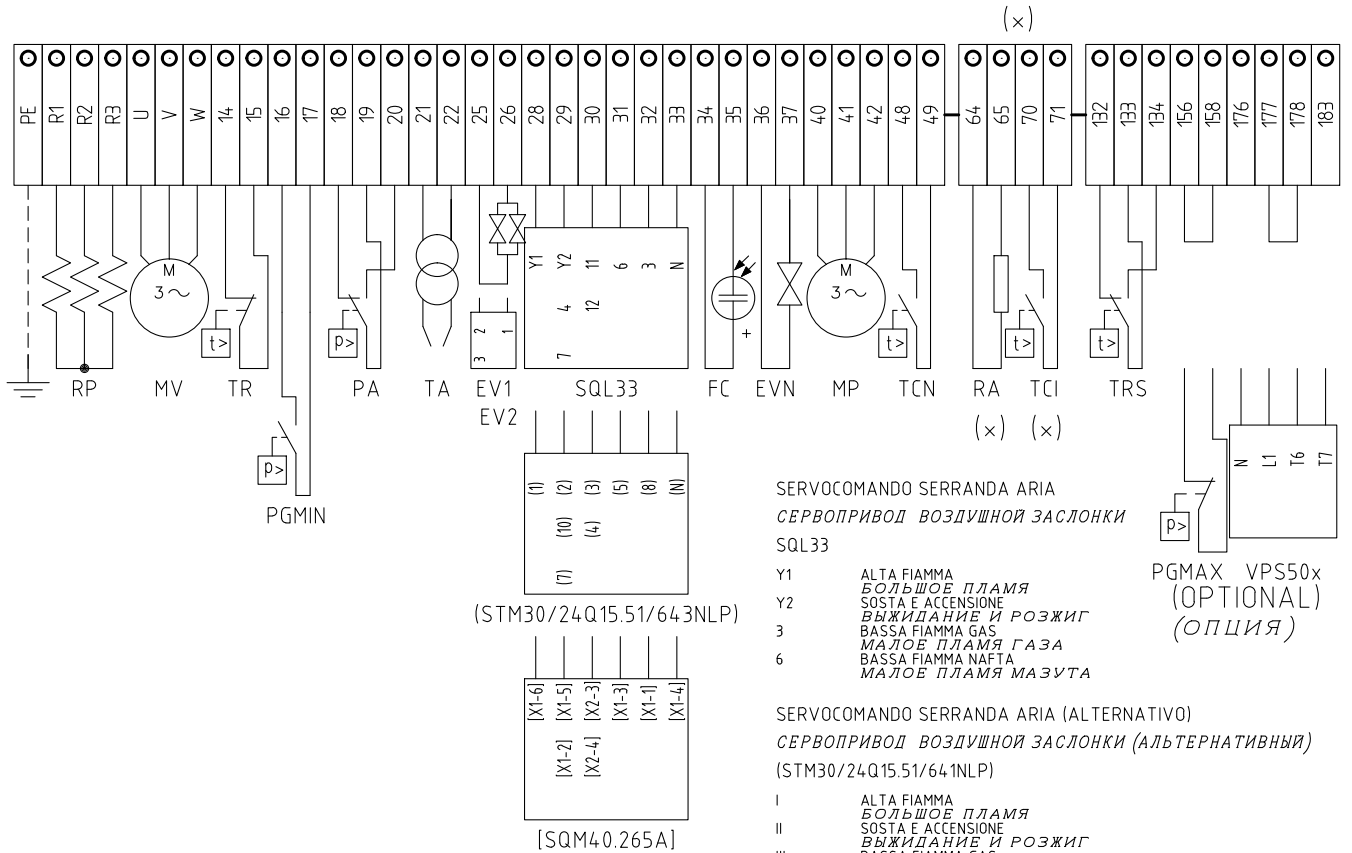 (x)
PE R1 R2 R3 U V W 14 15 16 17 18 19 20 21 22 25 26 28 29 30 31 32 33 34 35 36 37 40 41 42 48 49 64 65 70 71 132 133 134 156 158 176 177 178 183
Y1 Y2 11 6 3 N
M 3~ M 3~
4 12
t> p> 2 1 + t> t> t>
3 7
RP MV TR PA TA EV1 SQL33 FC EVN MP TCN RA TCI TRS
EV2
(x) (x)
p>
N L1 T6 T7
(1) (2) (3) (5) (8) (N)
PGMIN
(10) (4)
p>
(7)
PGMAX VPS50x
(OPTIONAL)
(ОПЦИЯ)
(STM30/24Q15.51/643NLP)
[X1-6] [X1-5] [X2-3] [X1-3] [X1-1] [X1-4]
[X1-2] [X2-4]
[SQM40.265A]
SERVOCOMANDO SERRANDA ARIA
СЕРВОПРИВОД ВОЗДУШНОЙ ЗАСЛОНКИ
SQL33
Y1 ALTA FIAMMA
БОЛЬШОЕ ПЛАМЯ
Y2 SOSTA E ACCENSIONE
ВЫЖИДАНИЕ И РОЗЖИГ
3 BASSA FIAMMA GAS
МАЛОЕ ПЛАМЯ ГАЗА
6 BASSA FIAMMA NAFTA
МАЛОЕ ПЛАМЯ МАЗУТА
SERVOCOMANDO SERRANDA ARIA (ALTERNATIVO)
СЕРВОПРИВОД ВОЗДУШНОЙ ЗАСЛОНКИ (АЛЬТЕРНАТИВНЫЙ)
(STM30/24Q15.51/641NLP)
I ALTA FIAMMA
БОЛЬШОЕ ПЛАМЯ
II SOSTA E ACCENSIONE
ВЫЖИДАНИЕ И РОЗЖИГ
III BASSA FIAMMA GAS